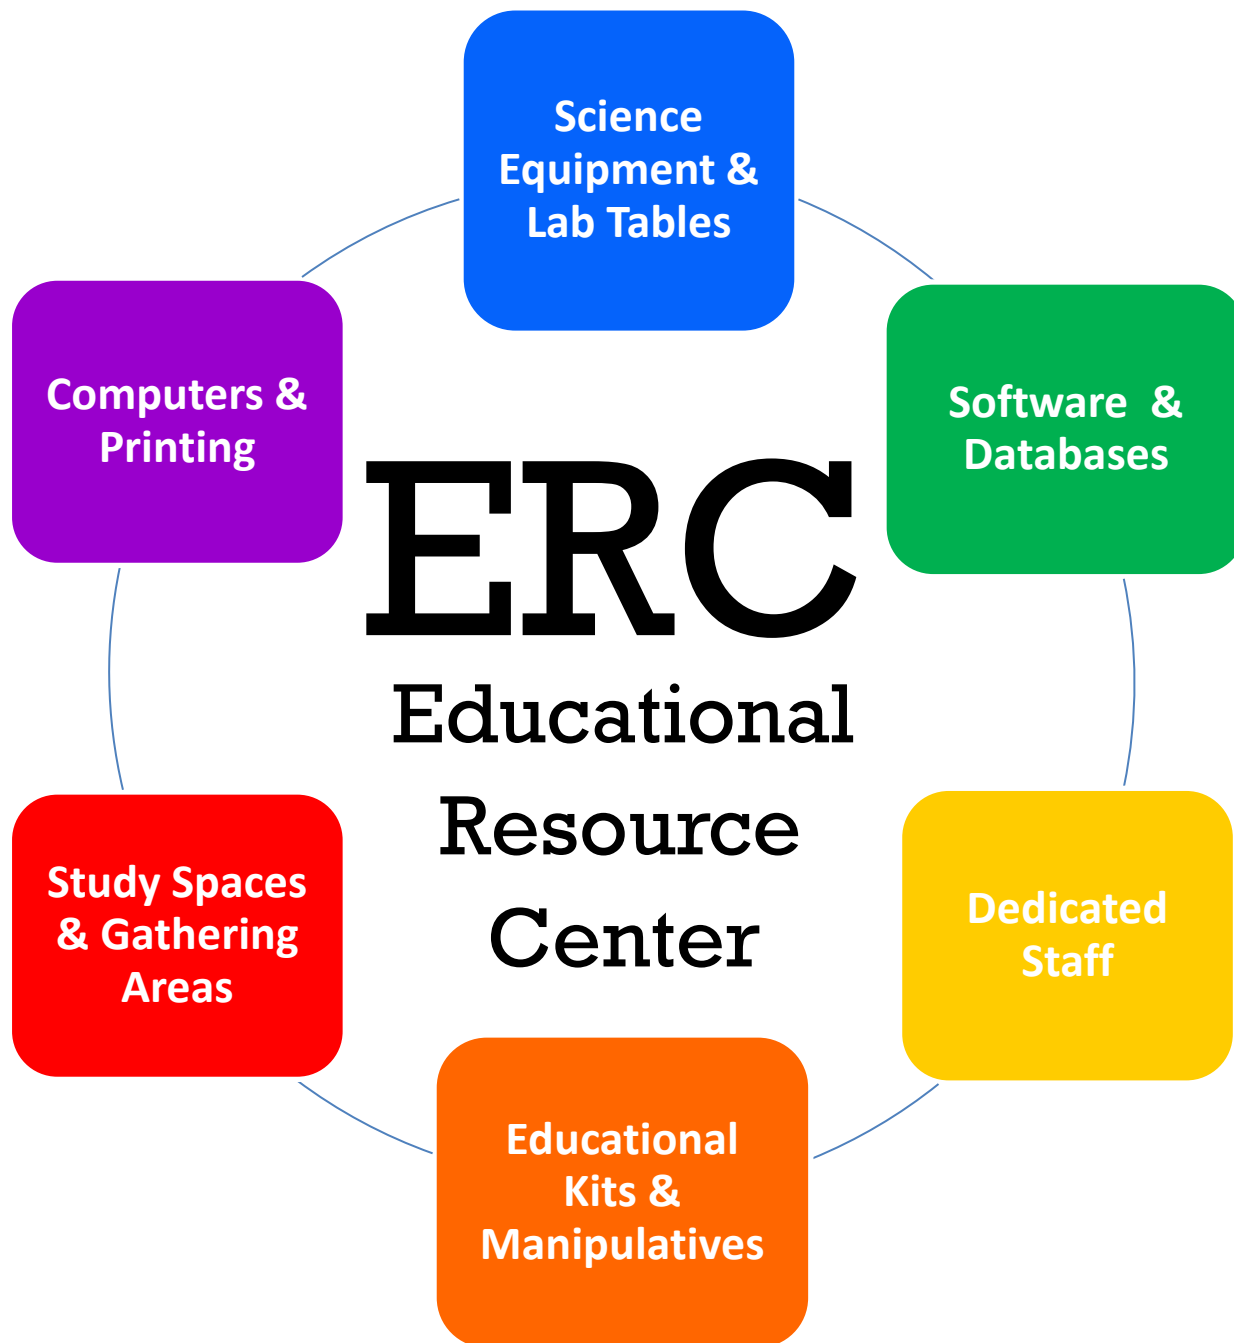 Science
Equipment &
Lab Tables
Software & 
Databases
Dedicated
Staff
Educational
Kits &
Manipulatives
Study Spaces
& Gathering
Areas
Computers &
Printing
ERC
Educational
Resource
Center